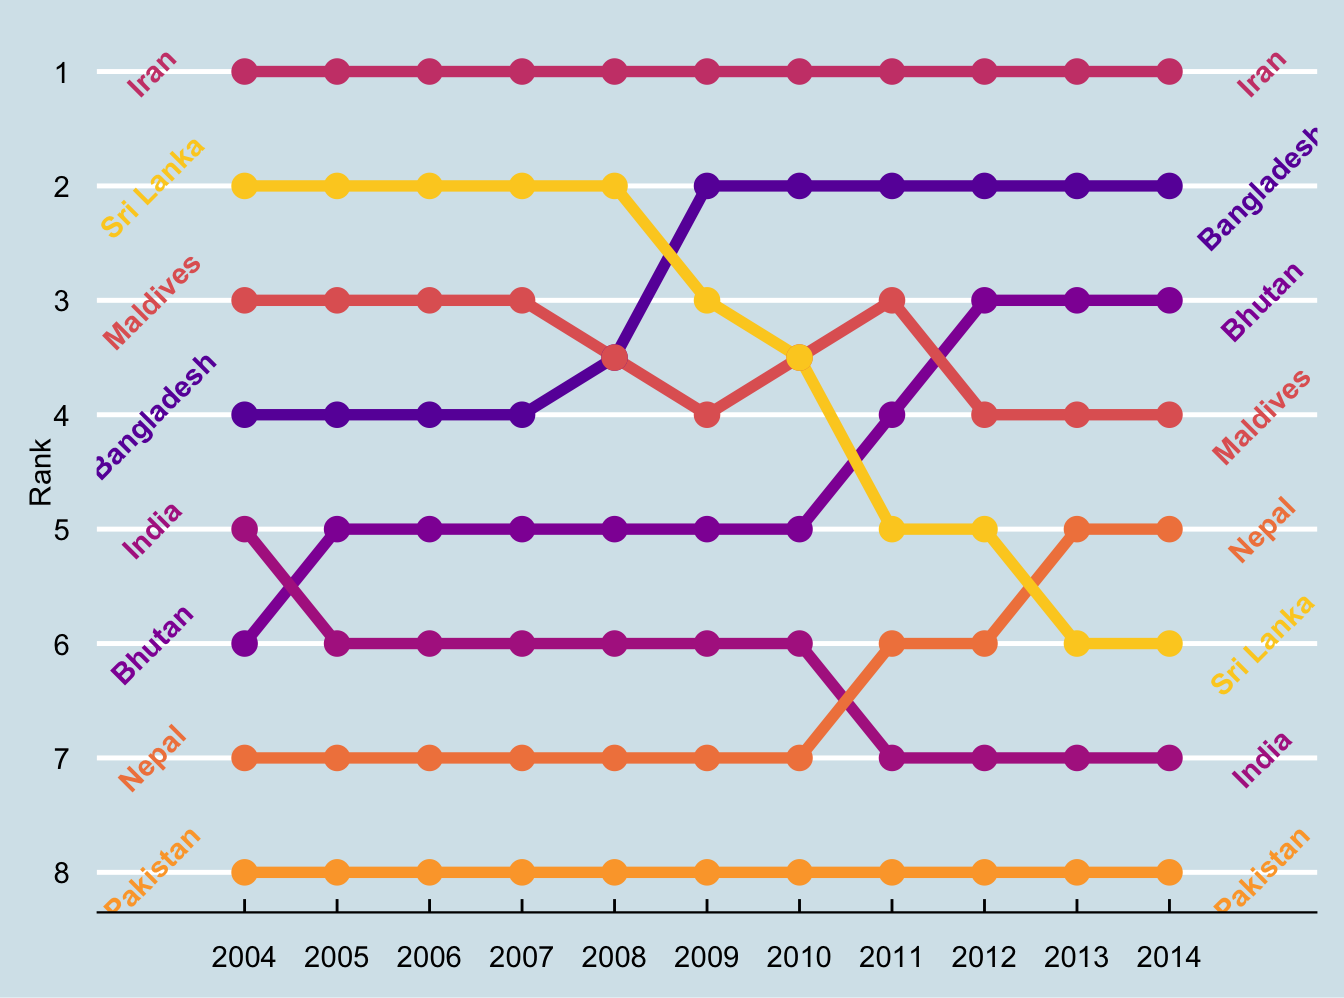 1
Iran
Iran
2
Sri Lanka
Bangladesh
3
Maldives
Bhutan
4
Bangladesh
Maldives
Rank
5
India
Nepal
6
Bhutan
Sri Lanka
7
Nepal
India
8
Pakistan
Pakistan
2004 2005 2006 2007 2008 2009 2010 2011 2012 2013 2014